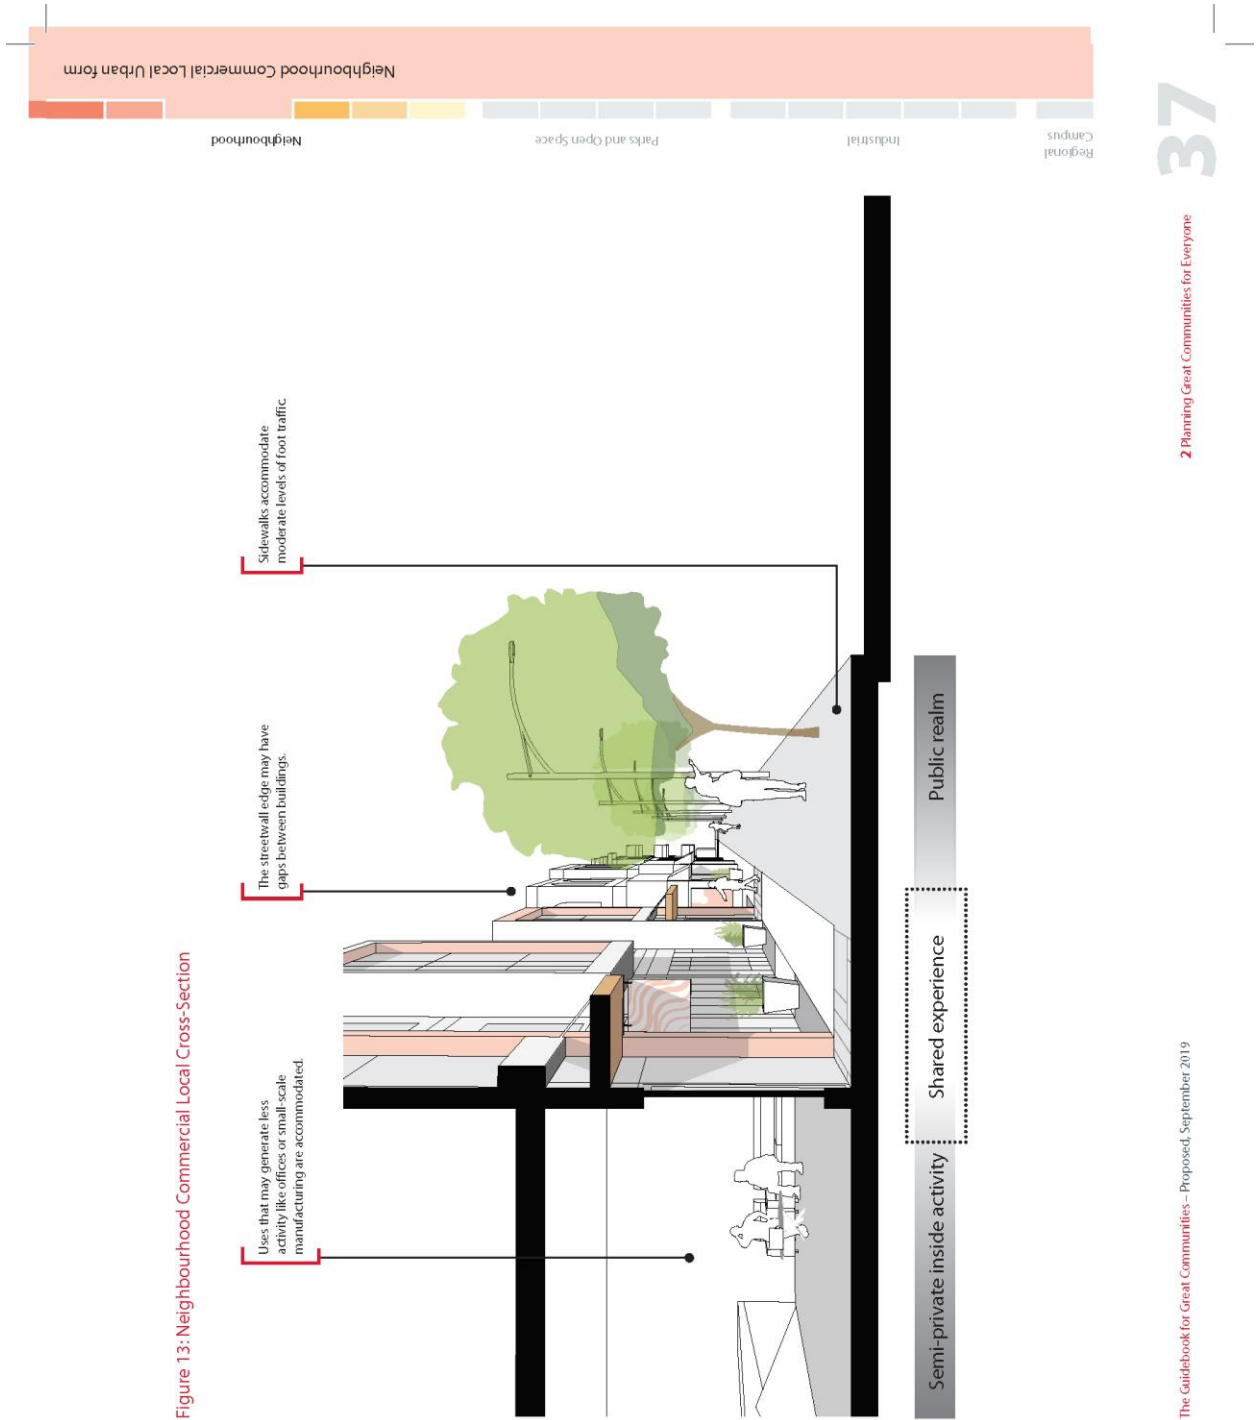 Neighbourhood Commercial Local Urban form
Neighbourhood
Parks and Open Space
Industrial
Regional
Campus
Figure 13: Neighbourhood Commercial Local Cross-Section
Uses that may generate less
activity like offices or small-scale
manufacturing are accommodated.
The streetwall edge may have
gaps between buildings.
Sidewalks accommodate
moderate levels of foot traffic
Semi-private inside activity
Shared experience
Public realm
The Guidebook for Great Communities – Proposed, September 2019
2 Planning Great Communities for Everyone
37